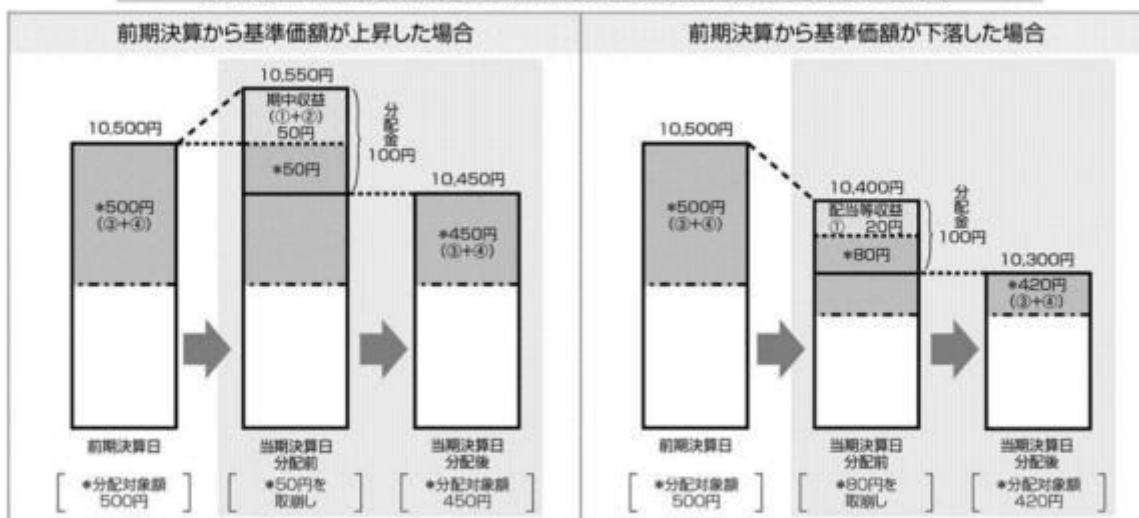 前期決算から基準価額が上昇した場合
10,550円
期中収益
(①+②)
50円
分配金
100円
10,500円
*50円
10,450円
*500円
(③+④)
*450円
(③+④)
前期決算日
当期決算日
分配前
当期決算日
分配後
*分配対象額
500円
*50円を
取崩し
*分配対象額
450円
前期決算から基準価額が下落した場合
10,500円
10,400円
配当等収益
① 20円
分配金
100円
*500円
(③+④)
*80円
10,300円
*420円
(③+④)
前期決算日
当期決算日
分配前
当期決算日
分配後
*分配対象額
500円
*80円を
取崩し
*分配対象額
420円